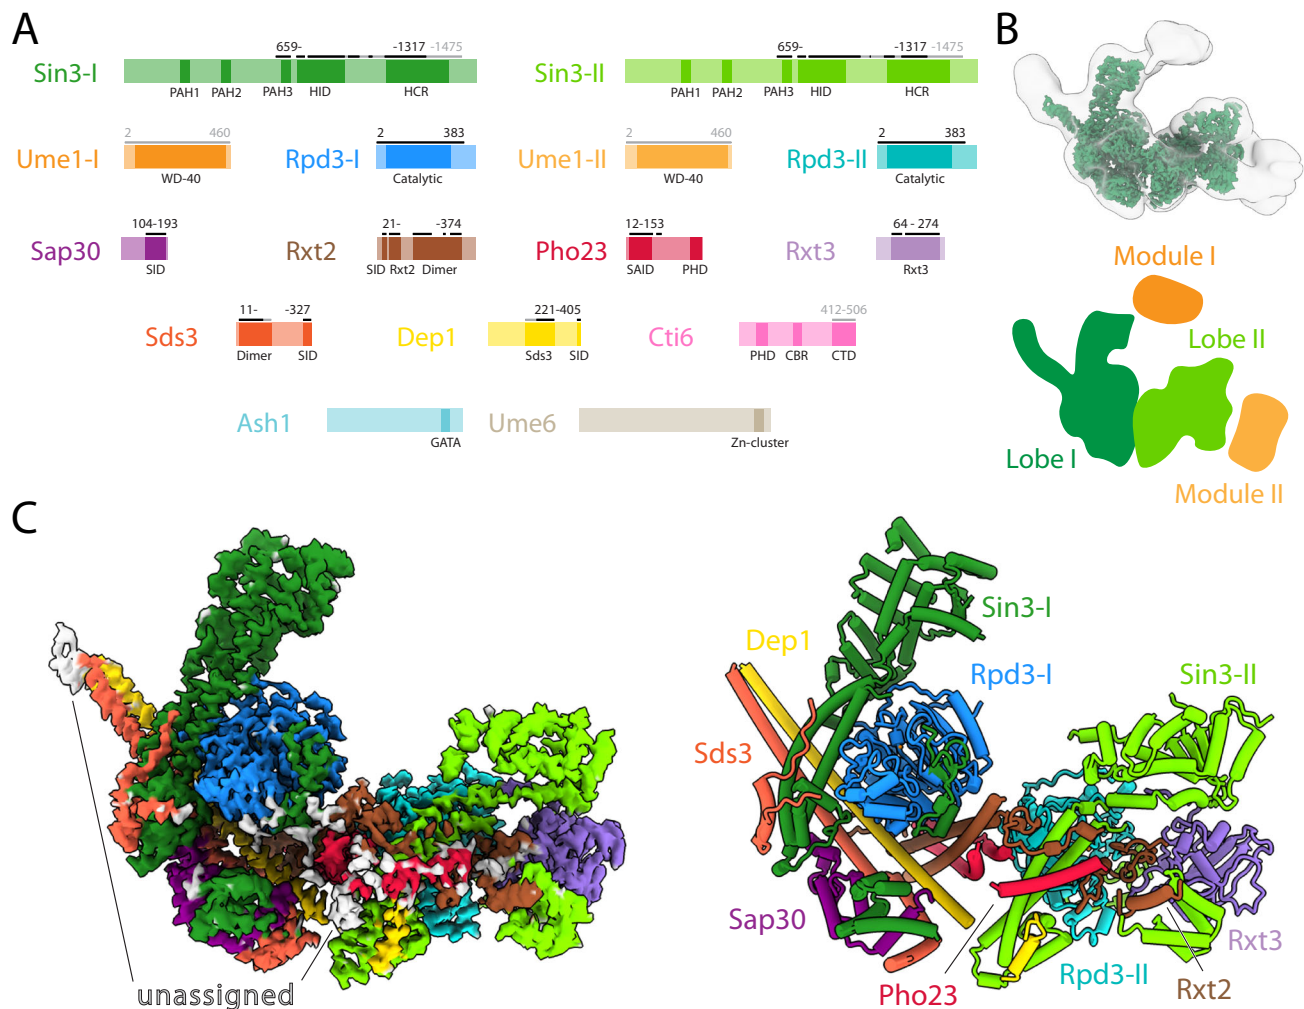 A
B
659-
-1317
-1475
659-
-1317
-1475
Sin3-I
Sin3-II
PAH1
PAH2
PAH3
HID
HCR
PAH1
PAH2
PAH3
HID
HCR
2
460
2
383
2
460
2
383
Ume1-I
Rpd3-I
Ume1-II
Rpd3-II
WD-40
Catalytic
WD-40
Catalytic
104-193
21-
-374
12-153
64 - 274
Sap30
Rxt2
Pho23
Rxt3
SID
SID
Rxt2
Dimer
SAID
PHD
Rxt3
11-
-327
221-405
412-506
Sds3
Dep1
Cti6
Dimer
SID
Sds3
SID
PHD
CBR
CTD
Ash1
Ume6
GATA
Zn-cluster
Module I
Lobe II
Lobe I
Module II
C
Sin3-I
Dep1
Rpd3-I
Sin3-II
Sds3
Sap30
Rxt3
Rpd3-II
Pho23
Rxt2
unassigned